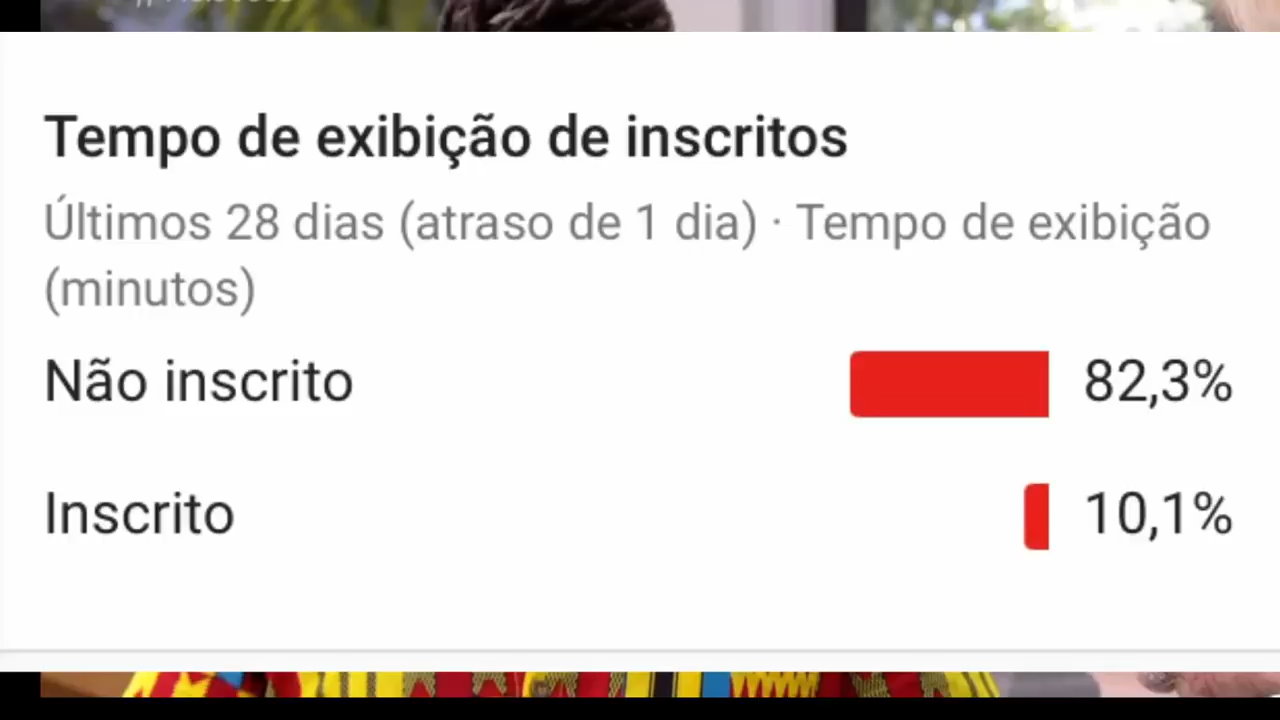 Tempo de exibição de inscritos
Últimos 28 dias (atraso de 1 dia) · Tempo de exibição
(minutos)
Não inscrito 82,3%
Inscrito 10,1%